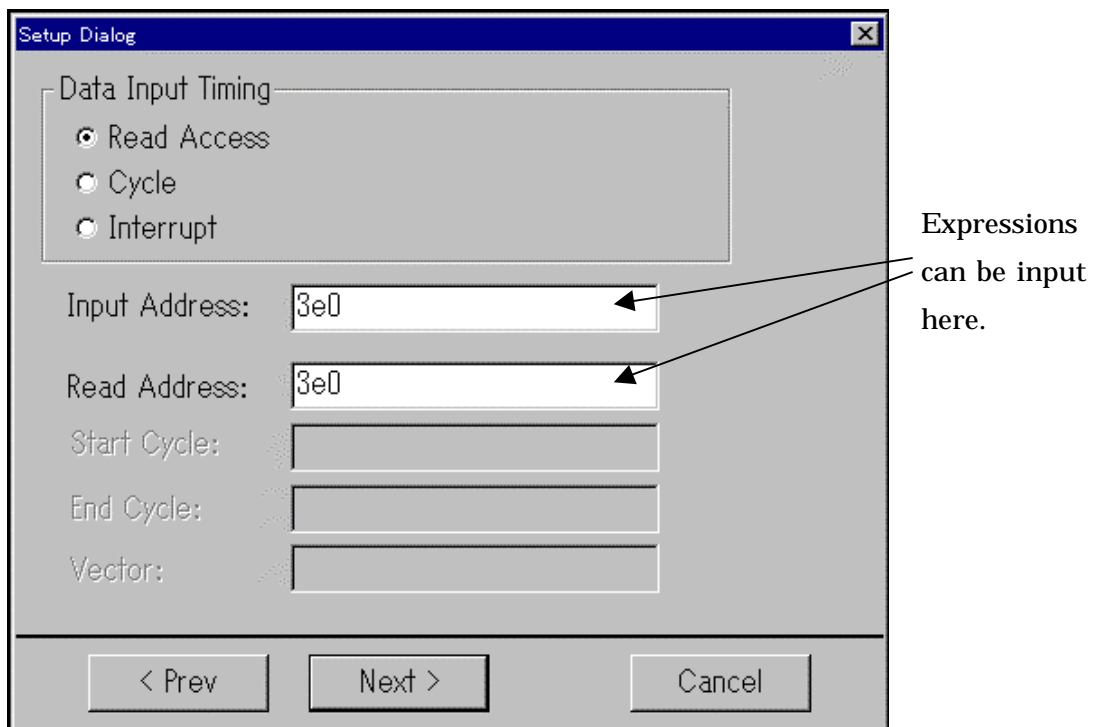 Setup Dialog
Data Input Timing
Read Access
Cycle
Interrupt
Input Address: 3e0
Read Address: 3e0
Start Cycle:
End Cycle:
Vector:
< Prev Next > Cancel
Expressions
can be input
here.